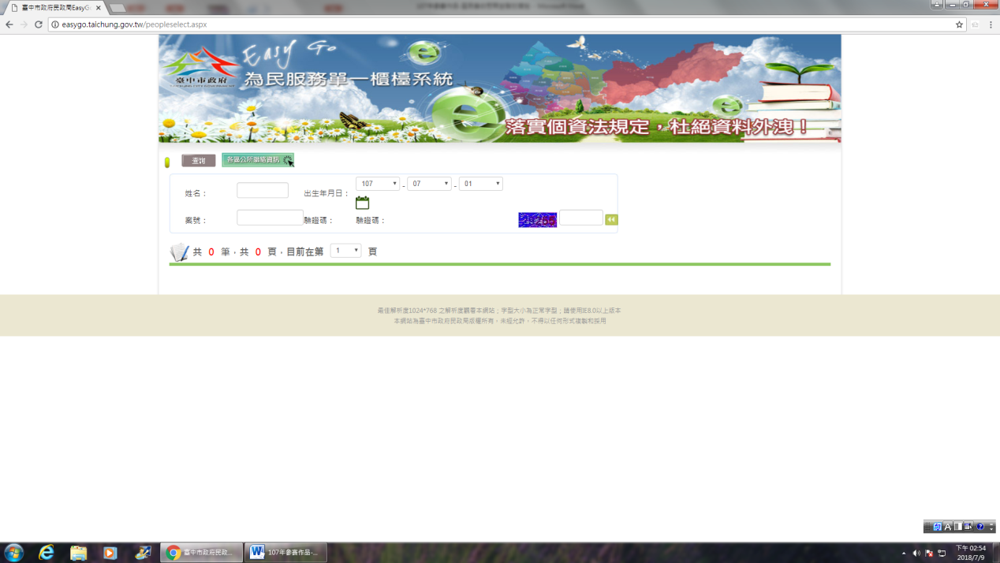 臺中市政府民政局EasyG
easygo.taichung.gov.tw/peopleselect.aspx
Easy Go
臺中市政府
為民服務單一櫃檯系統
落實個資法規定，杜絕資料外洩！
查詢 各區公所聯絡資訊
姓名： 出生年月日： 107 - 07 - 01
案號： 驗證碼： 驗證碼：
共 0 筆，共 0 頁，目前在第 1 頁
最佳解析度1024*768 之解析度觀看本網站；字型大小為正常字型；請使用IE8.0以上版本
本網站為臺中市政府民政局版權所有，未經允許，不得以任何形式複製和採用
臺中市政府民政... 107年參賽作品-...
下午 02:54
2018/7/9